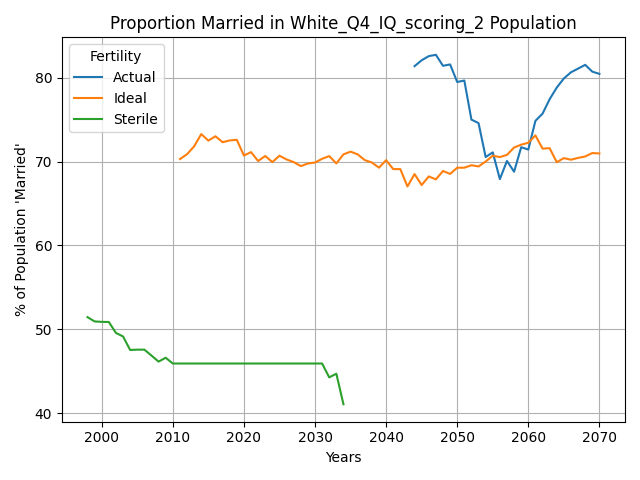 Proportion Married in White_Q4_IQ_scoring_2 Population
Fertility
Actual
Ideal
Sterile
% of Population 'Married'
80
70
60
50
40
2000 2010 2020 2030 2040 2050 2060 2070
Years